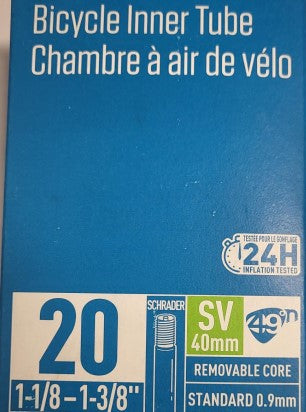 Bicycle Inner Tube
Chambre à air de vélo
TESTÉE POUR LE GONFLAGE
24H
INFLATION TESTED
20
1-1/8 – 1-3/8"
SCHRADER
SV
40mm
49°n
REMOVABLE CORE
STANDARD 0.9mm